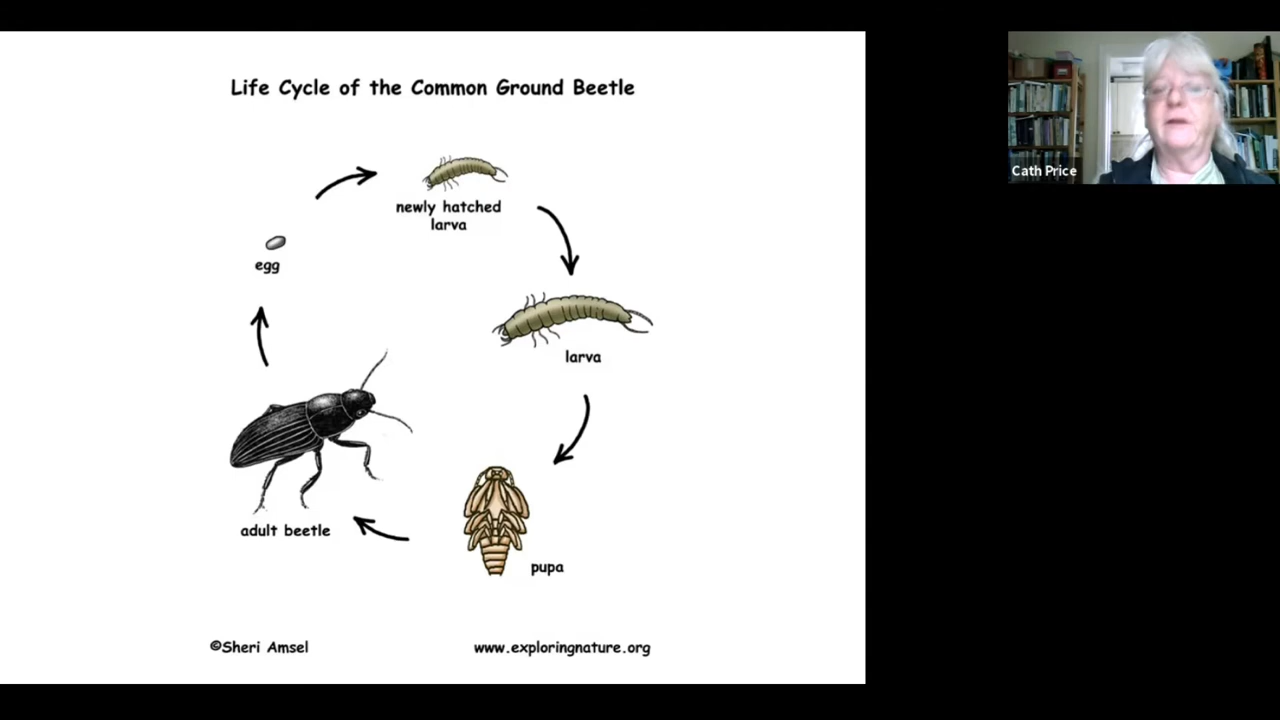 Life Cycle of the Common Ground Beetle
newly hatched
larva
egg
larva
adult beetle
pupa
©Sheri Amsel
www.exploringnature.org
Cath Price